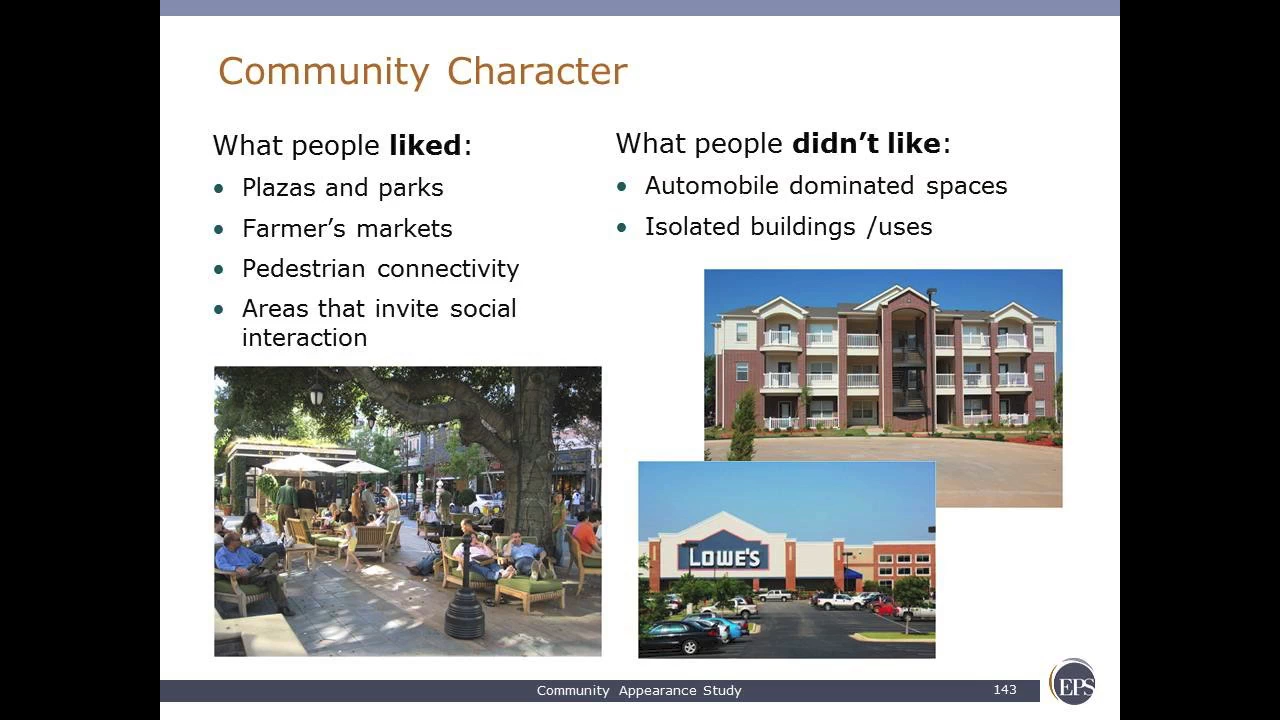 Community Character
What people liked:
• Plazas and parks
• Farmer’s markets
• Pedestrian connectivity
• Areas that invite social
interaction
What people didn’t like:
• Automobile dominated spaces
• Isolated buildings /uses
LOWE'S
Community Appearance Study
143
EPS